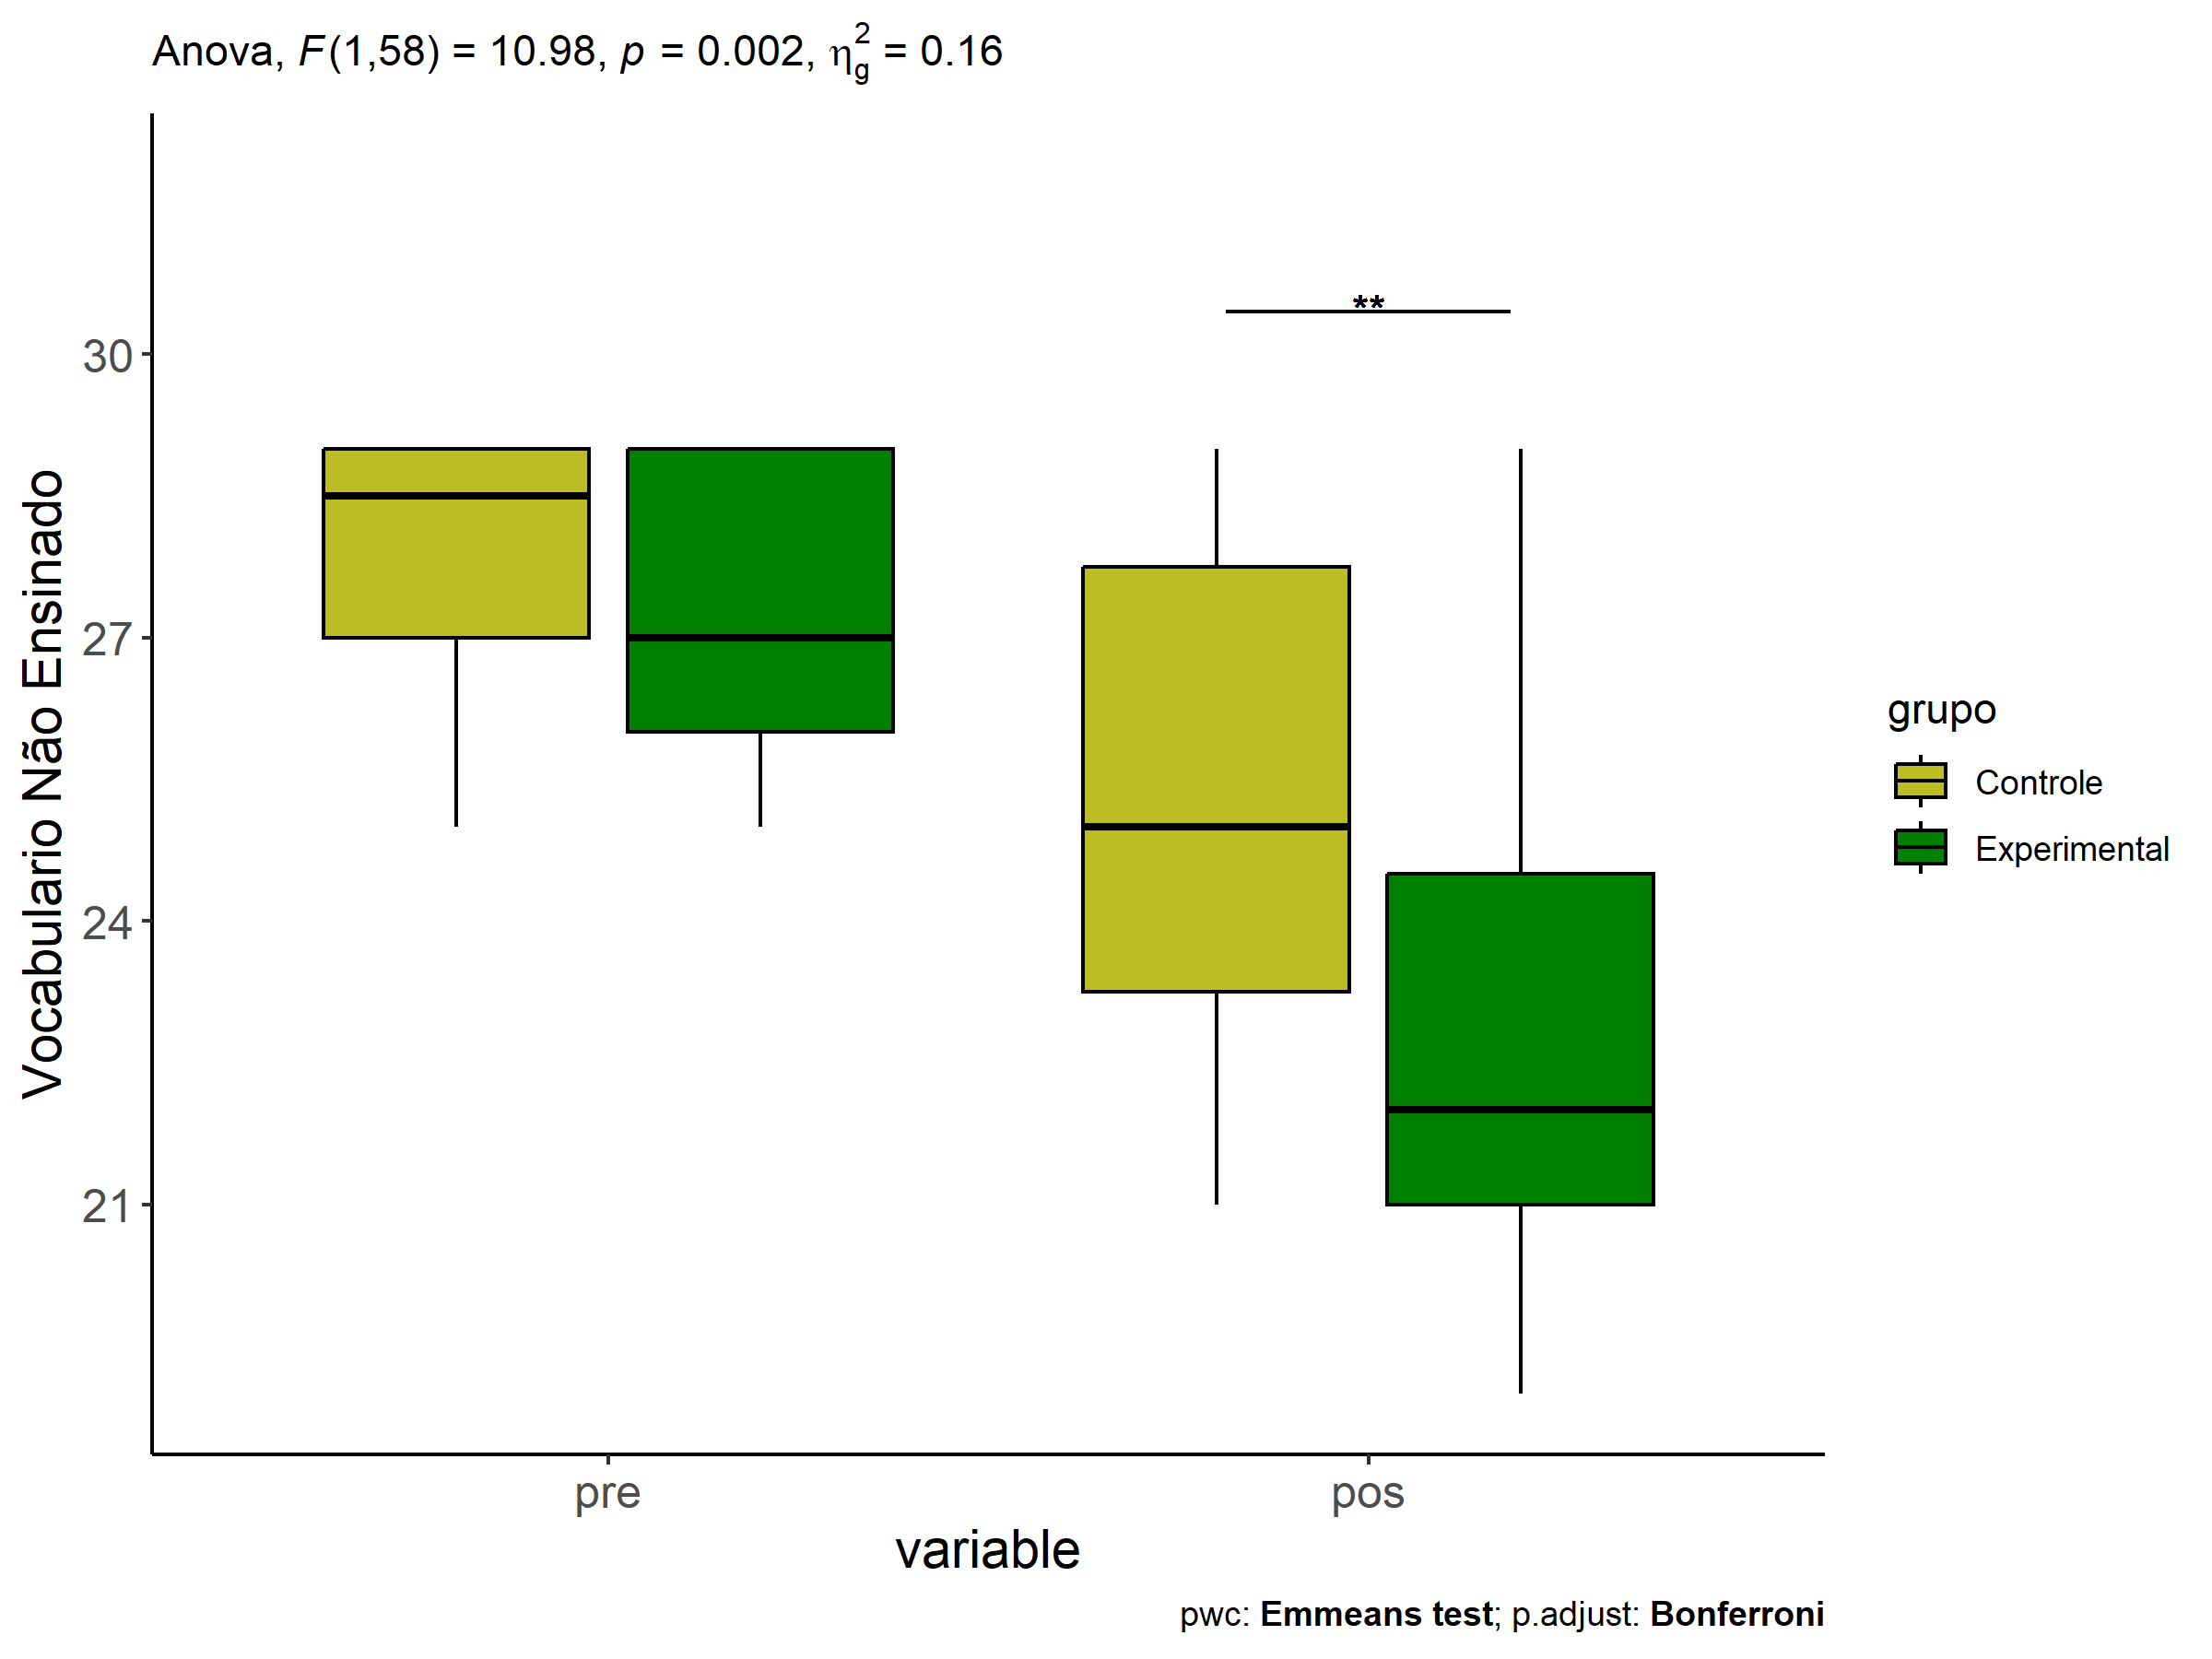 Anova, F(1,58) = 10.98, p = 0.002, η²g = 0.16
**
30
27
24
21
Vocabulario Não Ensinado
pre
pos
variable
grupo
Controle
Experimental
pwc: Emmeans test; p.adjust: Bonferroni